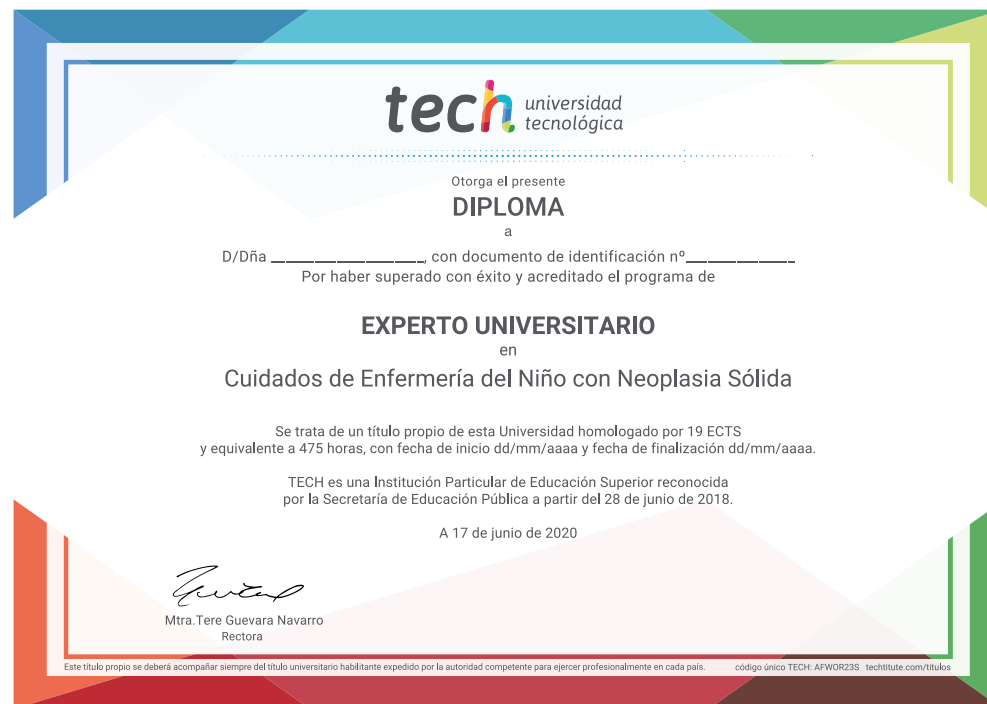 tech universidad
tecnológica
Otorga el presente
DIPLOMA
a
D/Dña ____________________, con documento de identificación nº______________
Por haber superado con éxito y acreditado el programa de
EXPERTO UNIVERSITARIO
en
Cuidados de Enfermería del Niño con Neoplasia Sólida
Se trata de un título propio de esta Universidad homologado por 19 ECTS
y equivalente a 475 horas, con fecha de inicio dd/mm/aaaa y fecha de finalización dd/mm/aaaa.
TECH es una Institución Particular de Educación Superior reconocida
por la Secretaría de Educación Pública a partir del 28 de junio de 2018.
A 17 de junio de 2020
Mtra.Tere Guevara Navarro
Rectora
Este título propio se deberá acompañar siempre del título universitario habilitante expedido por la autoridad competente para ejercer profesionalmente en cada país. código único TECH: AFWOR23S techtitute.com/titulos